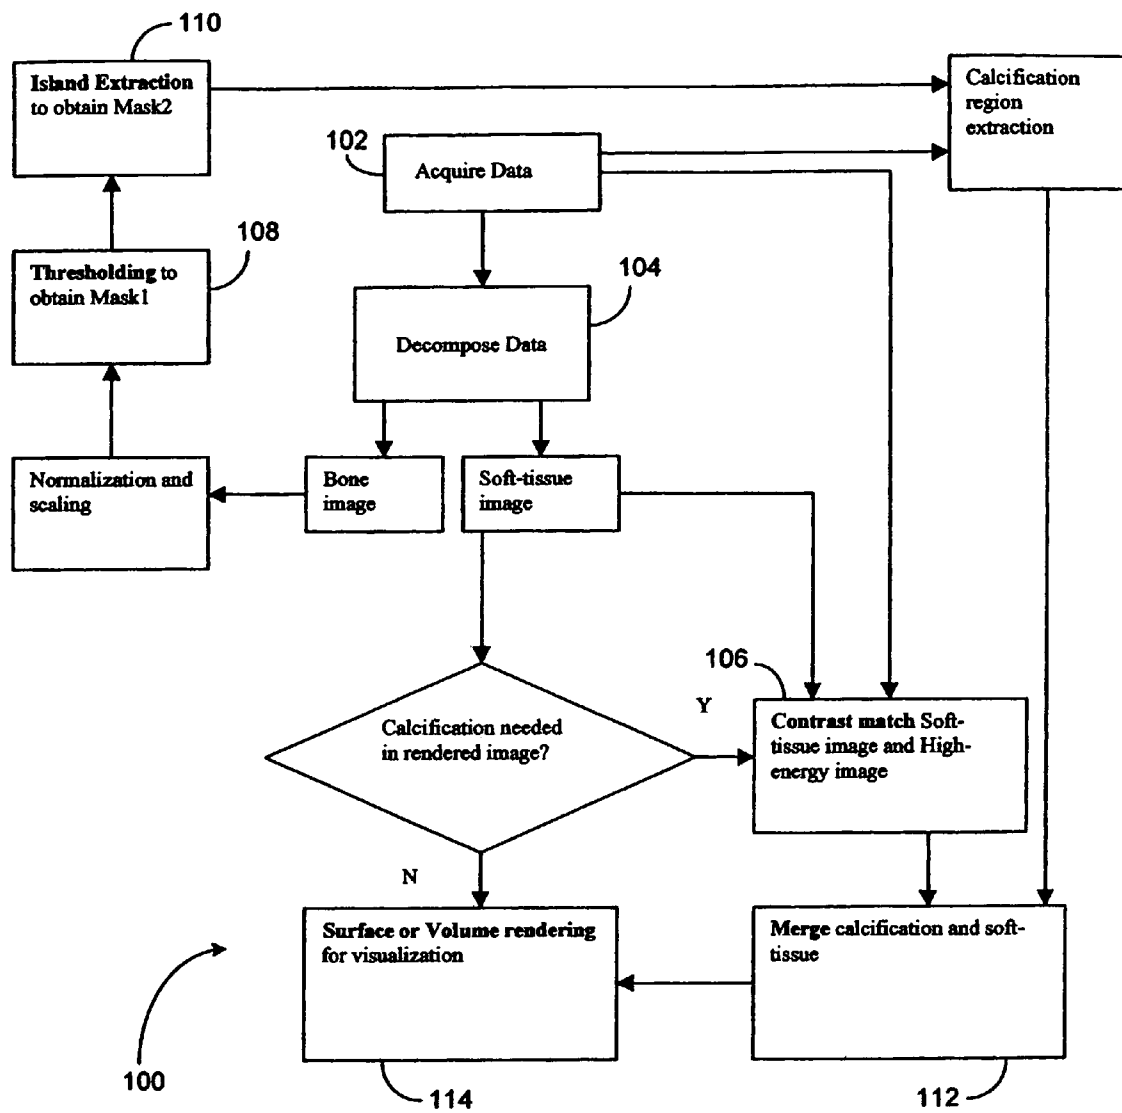 110
Island Extraction
to obtain Mask2
Calcification
region
extraction
102
Acquire Data
108
Thresholding to
obtain Mask1
104
Decompose Data
Normalization and
scaling
Bone
image
Soft-tissue
image
106
Y
Calcification needed
in rendered image?
Contrast match Soft-
tissue image and High-
energy image
N
Surface or Volume rendering
for visualization
Merge calcification and soft-
tissue
100
114
112